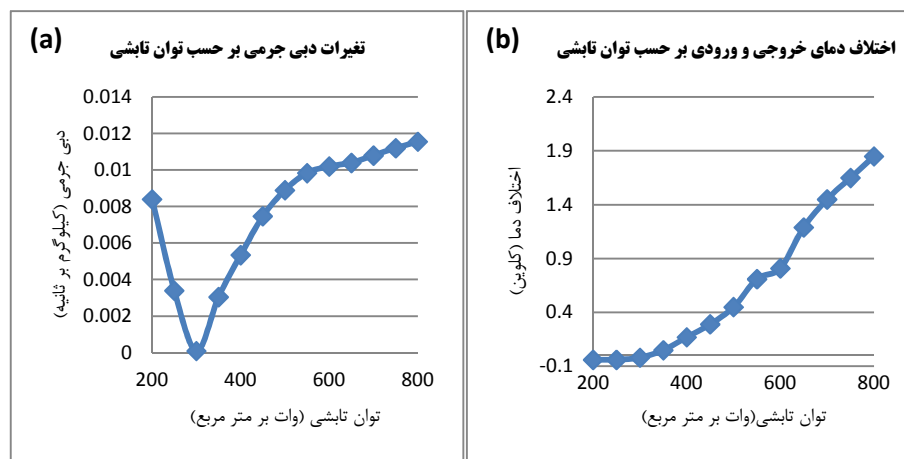 (a)
تغیرات دبی جرمی بر حسب توان تابشی
دبی جرمی (کیلوگرم بر ثانیه)
0.014
0.012
0.01
0.008
0.006
0.004
0.002
0
200 400 600 800
توان تابشی (وات بر متر مربع)
(b)
اختلاف دمای خروجی و ورودی بر حسب توان تابشی
اختلاف دما (کلوین)
2.4
1.9
1.4
0.9
0.4
-0.1
200 400 600 800
توان تابشی(وات بر متر مربع)